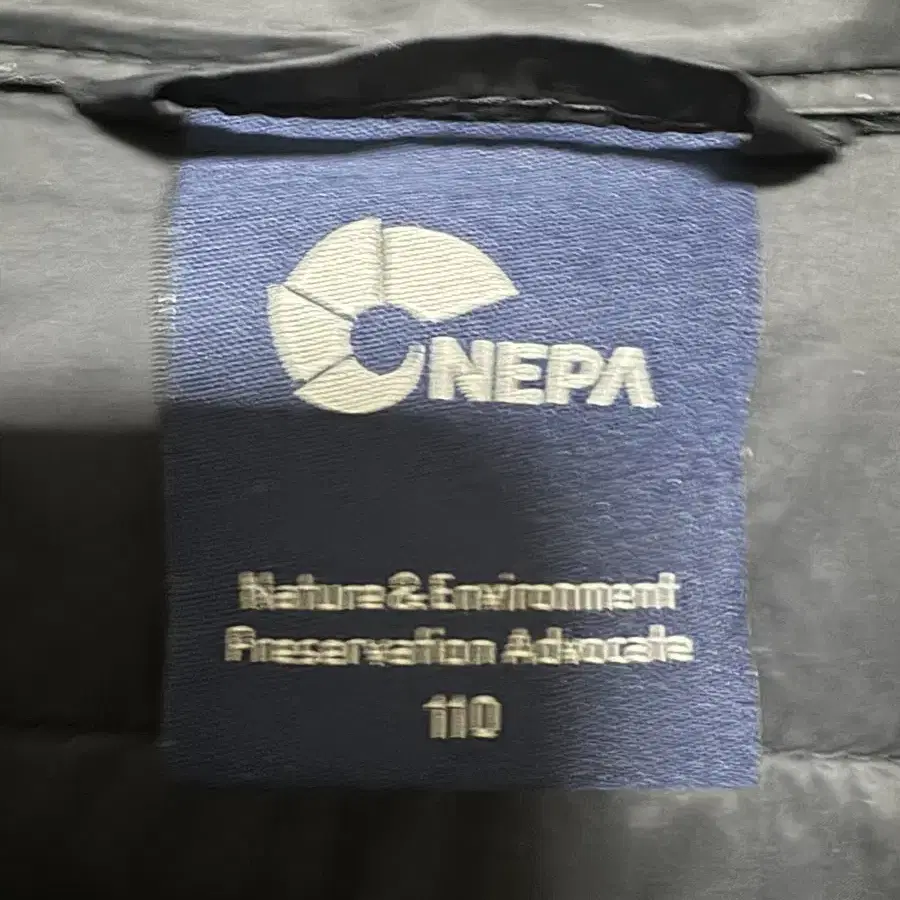 NEPA
Nature & Environment
Preservation Advocate
110